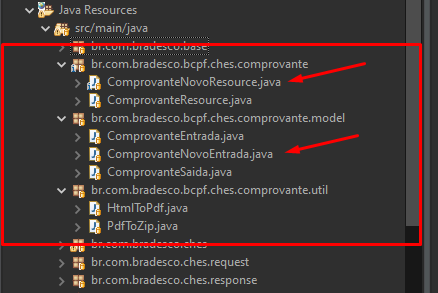 Java Resources
src/main/java
br.com.bradesco.base
br.com.bradesco.bcpf.ches.comprovante
ComprovanteNovoResource.java
ComprovanteResource.java
br.com.bradesco.bcpf.ches.comprovante.model
ComprovanteEntrada.java
ComprovanteNovoEntrada.java
ComprovanteSaida.java
br.com.bradesco.bcpf.ches.comprovante.util
HtmlToPdf.java
PdfToZip.java
br.com.bradesco.ches
br.com.bradesco.ches.request
br.com.bradesco.ches.response